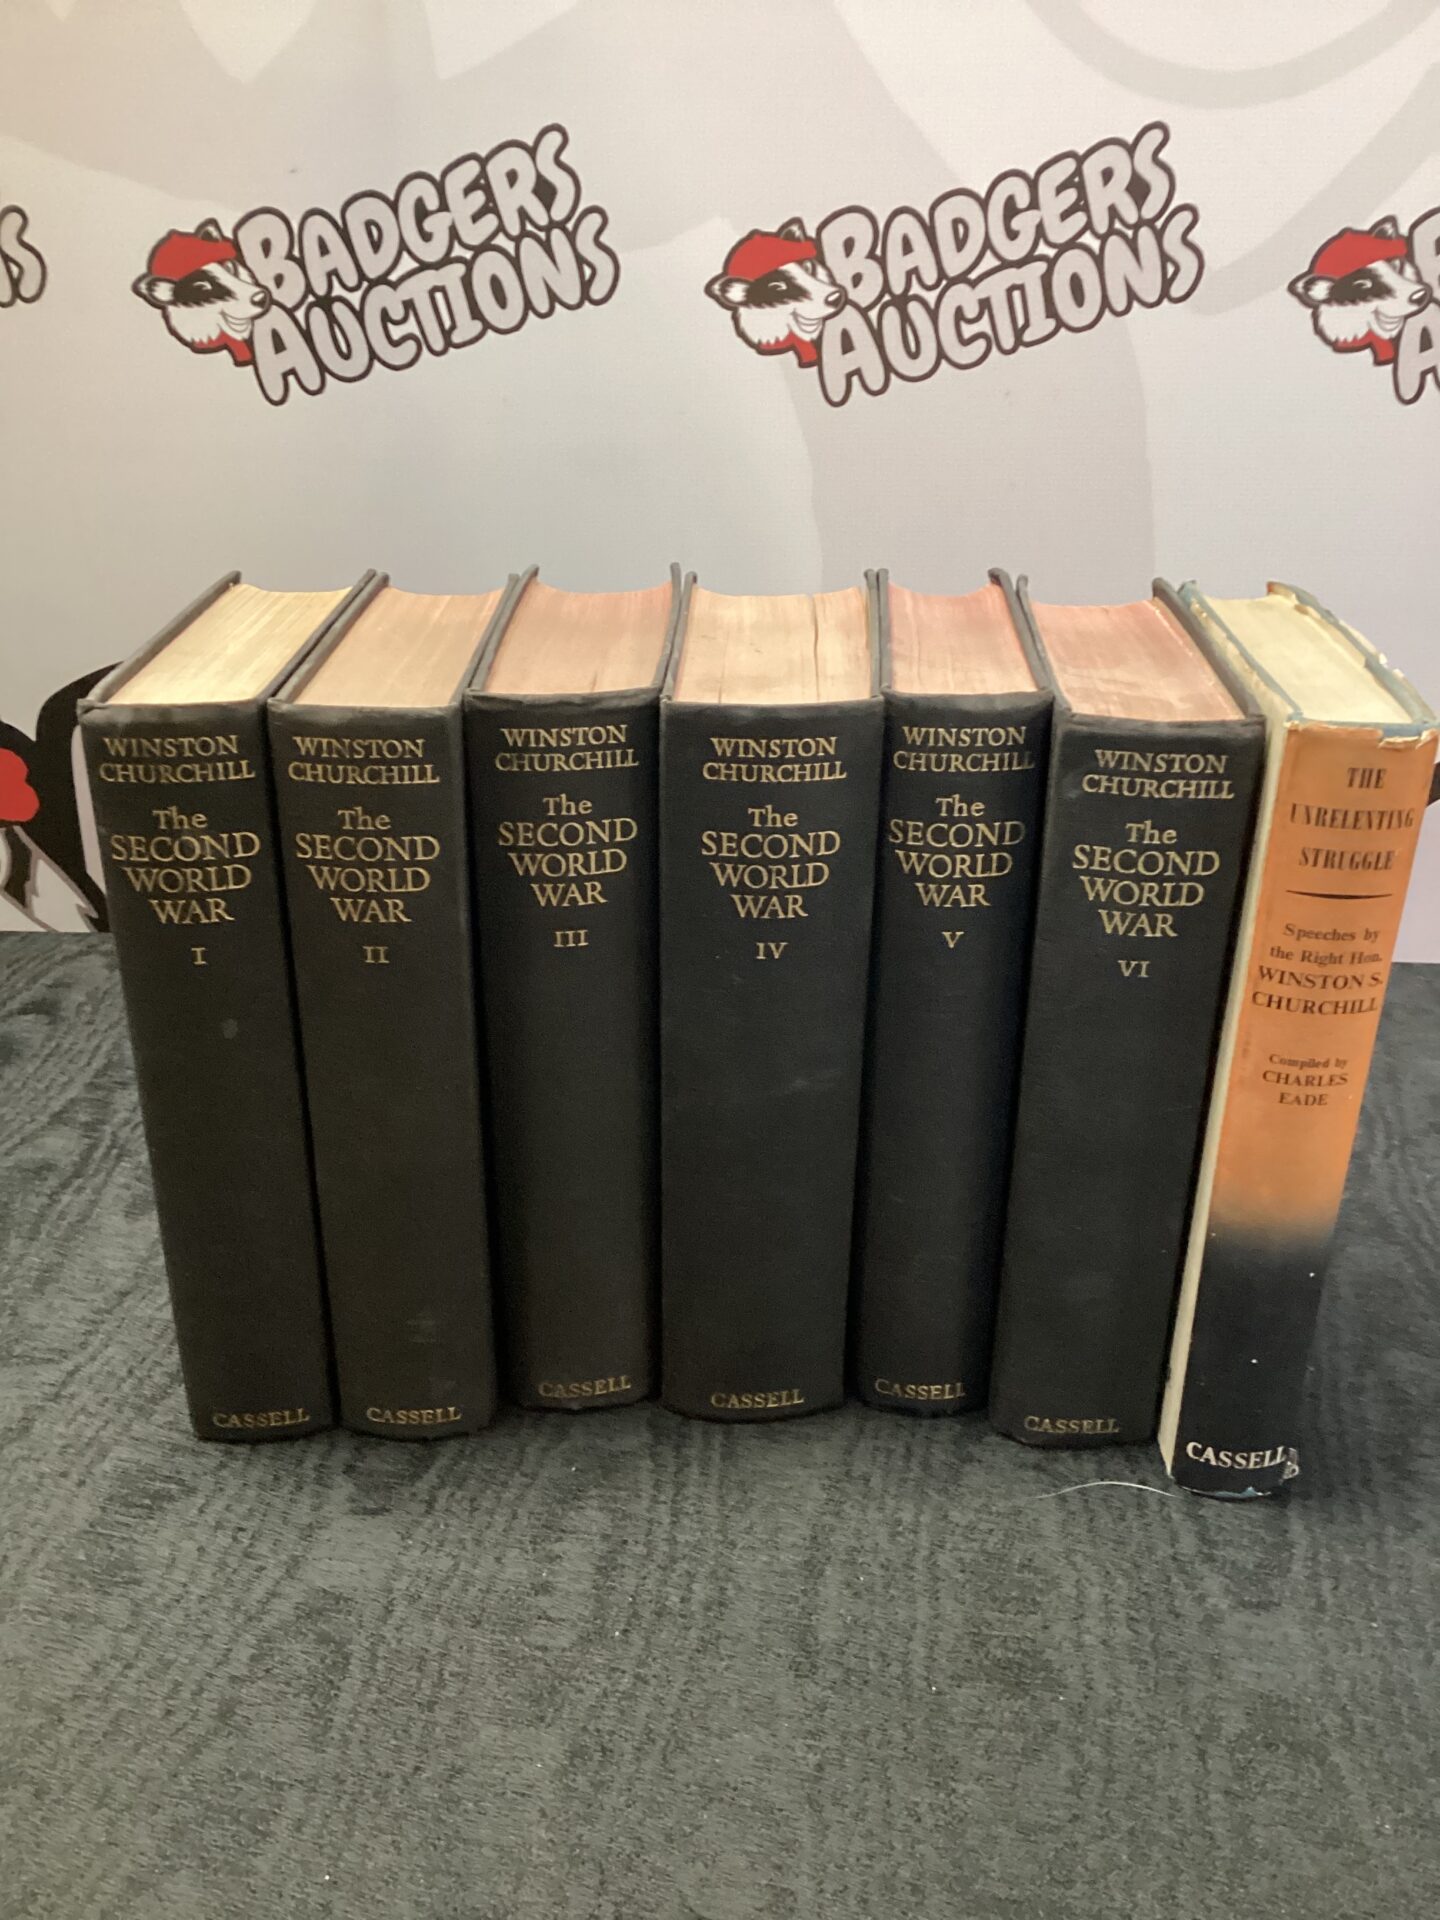 BADGERS
AUCTIONS
BADGERS
AUCTIONS
WINSTON
CHURCHILL
The
SECOND
WORLD
WAR
I
CASSELL
WINSTON
CHURCHILL
The
SECOND
WORLD
WAR
II
CASSELL
WINSTON
CHURCHILL
The
SECOND
WORLD
WAR
III
CASSELL
WINSTON
CHURCHILL
The
SECOND
WORLD
WAR
IV
CASSELL
WINSTON
CHURCHILL
The
SECOND
WORLD
WAR
V
CASSELL
WINSTON
CHURCHILL
The
SECOND
WORLD
WAR
VI
CASSELL
THE
UNRELENTING
STRUGGLE
Speeches by
the Right Hon.
WINSTON S.
CHURCHILL
Compiled by
CHARLES
EADE
CASSELL